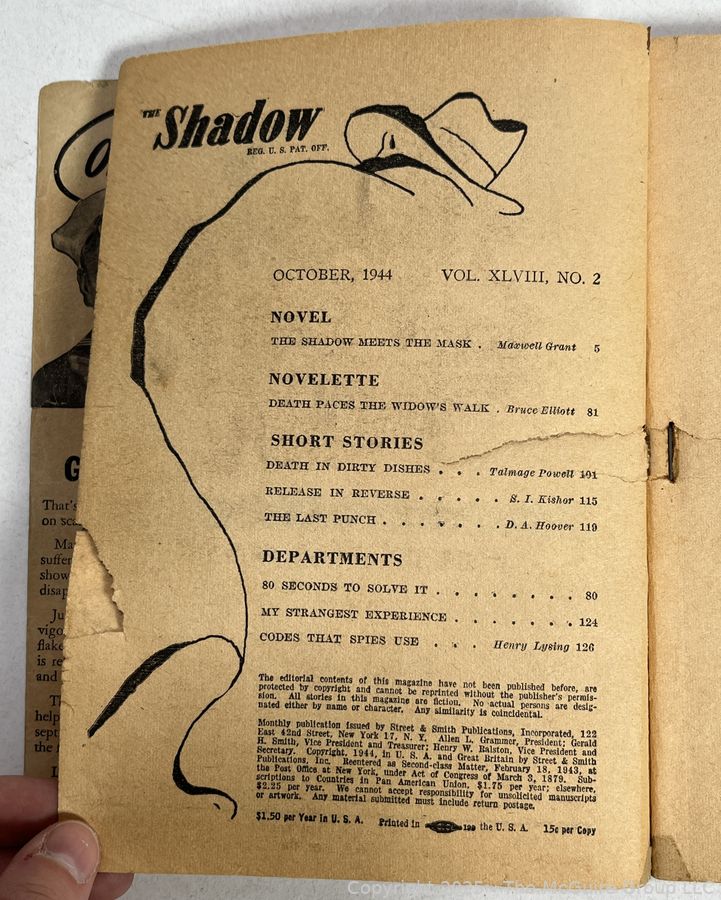 THE Shadow
REG. U. S. PAT. OFF.
OCTOBER, 1944 VOL. XLVIII, NO. 2
NOVEL
THE SHADOW MEETS THE MASK . Maxwell Grant 5
NOVELETTE
DEATH PACES THE WIDOW'S WALK . Bruce Elliott 81
SHORT STORIES
DEATH IN DIRTY DISHES . . . Talmage Powell 101
RELEASE IN REVERSE . . . . . S. I. Kishor 115
THE LAST PUNCH . . . . . . D. A. Hoover 119
DEPARTMENTS
80 SECONDS TO SOLVE IT . . . . . . . . 80
MY STRANGEST EXPERIENCE . . . . . . . 124
CODES THAT SPIES USE . . . Henry Lysing 126
The editorial contents of this magazine have not been published before, are
protected by copyright and cannot be reprinted without the publisher's permis-
sion. All stories in this magazine are fiction. No actual persons are desig-
nated either by name or character. Any similarity is coincidental.
Monthly publication issued by Street & Smith Publications, Incorporated, 122
East 42nd Street, New York 17, N. Y. Allen L. Grammer, President; Gerald
H. Smith, Vice President and Treasurer; Henry W. Ralston, Vice President and
Secretary. Copyright, 1944, in U. S. A. and Great Britain by Street & Smith
Publications, Inc. Reentered as Second-class Matter, February 18, 1943, at
the Post Office at New York, under Act of Congress of March 3, 1879. Sub-
scriptions to Countries in Pan American Union, $1.75 per year; elsewhere,
$2.25 per year. We cannot accept responsibility for unsolicited manuscripts
or artwork. Any material submitted must include return postage.
$1.50 per Year in U. S. A. Printed in the U. S. A. 15c per Copy
G
That's
on sca
Ma
suffer
show
disap
Ju
vigo
flake
is re
and
Th
help
sept
the
Copyright 2025 The McGuire Group LLC